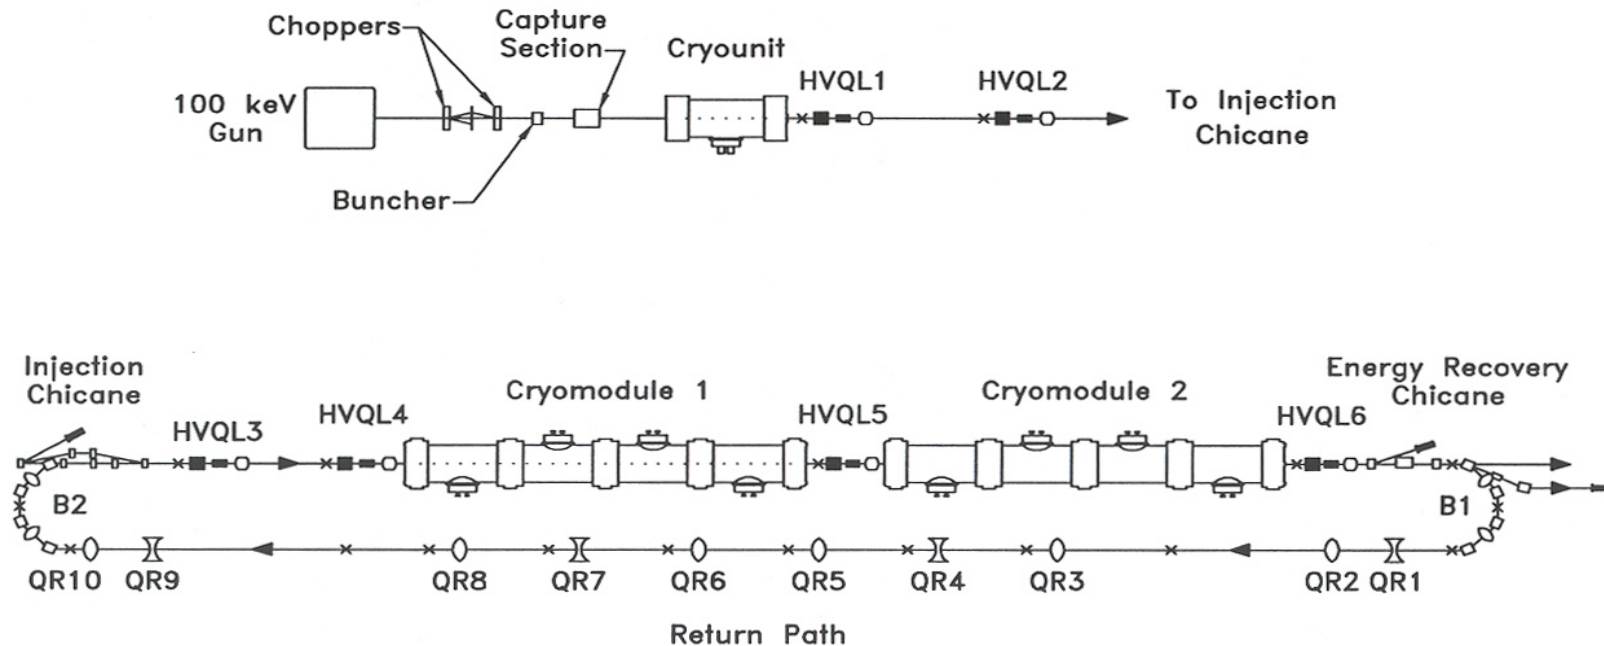 Choppers
Capture
Section
Cryounit
HVQL1
HVQL2
100 keV
Gun
To Injection
Chicane
Buncher
Injection
Chicane
HVQL3
HVQL4
Cryomodule 1
HVQL5
Cryomodule 2
HVQL6
Energy Recovery
Chicane
B2
B1
QR10
QR9
QR8
QR7
QR6
QR5
QR4
QR3
QR2
QR1
Return Path